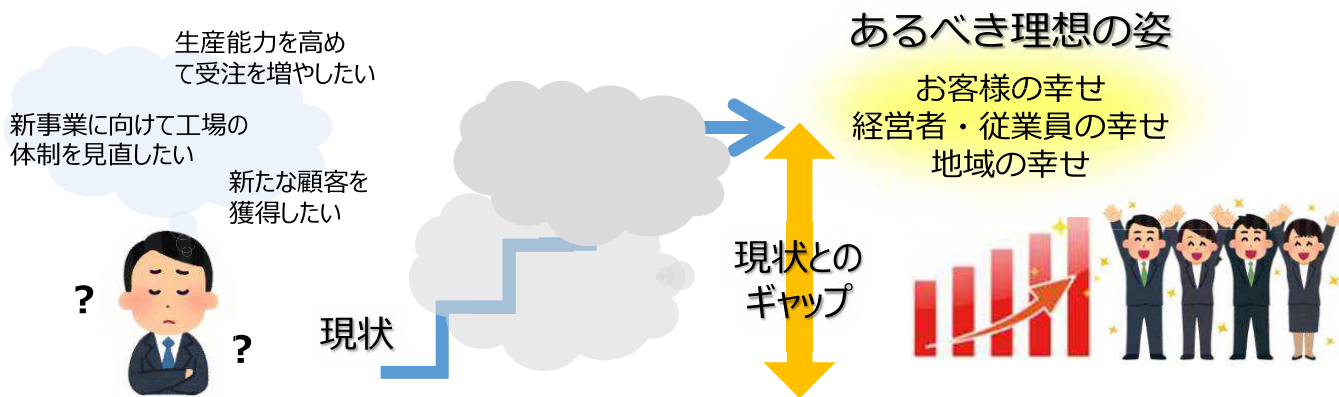 生産能力を高め
て受注を増やしたい
新事業に向けて工場の
体制を見直したい
新たな顧客を
獲得したい
?
?
現状
あるべき理想の姿
お客様の幸せ
経営者・従業員の幸せ
地域の幸せ
現状との
ギャップ